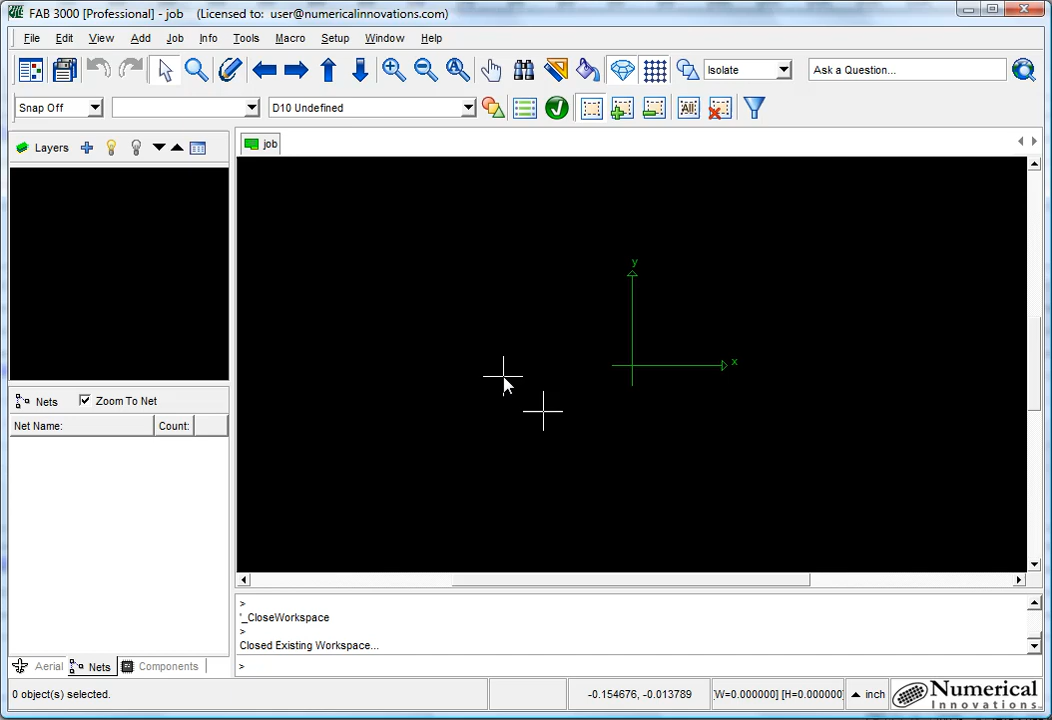 FAB 3000 [Professional] - job (Licensed to: user@numericalinnovations.com)
File Edit View Add Job Info Tools Macro Setup Window Help
Isolate Ask a Question...
Snap Off D10 Undefined All
Layers
job
y
x
Nets Zoom To Net
Net Name: Count:
>
'_CloseWorkspace
>
Closed Existing Workspace...
>
Aerial Nets Components
0 object(s) selected. -0.154676, -0.013789 W=0.000000] [H=0.000000] inch
Numerical
Innovations.